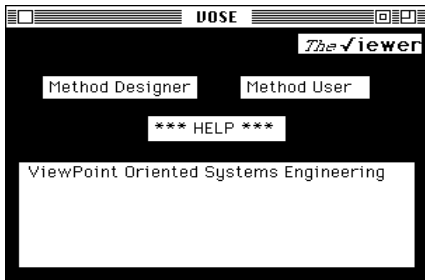 VOSE
The √iewer
Method Designer Method User
*** HELP ***
ViewPoint Oriented Systems Engineering